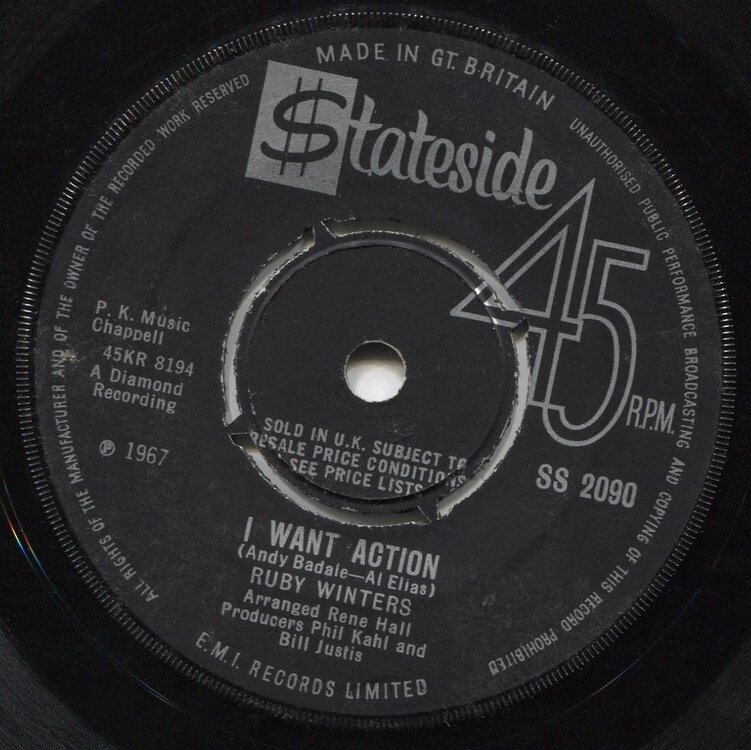 MADE IN GT. BRITAIN
$tateside
45 R.P.M.
P. K. Music
Chappell
45KR 8194
A Diamond
Recording
℗ 1967
SOLD IN U.K. SUBJECT TO
RESALE PRICE CONDITIONS,
SEE PRICE LISTS
SS 2090
I WANT ACTION
(Andy Badale—Al Elias)
RUBY WINTERS
Arranged Rene Hall
Producers Phil Kahl and
Bill Justis
E.M.I. RECORDS LIMITED
ALL RIGHTS OF THE MANUFACTURER AND OF THE OWNER OF THE RECORDED WORK RESERVED
UNAUTHORISED PUBLIC PERFORMANCE BROADCASTING AND COPYING OF THIS RECORD PROHIBITED